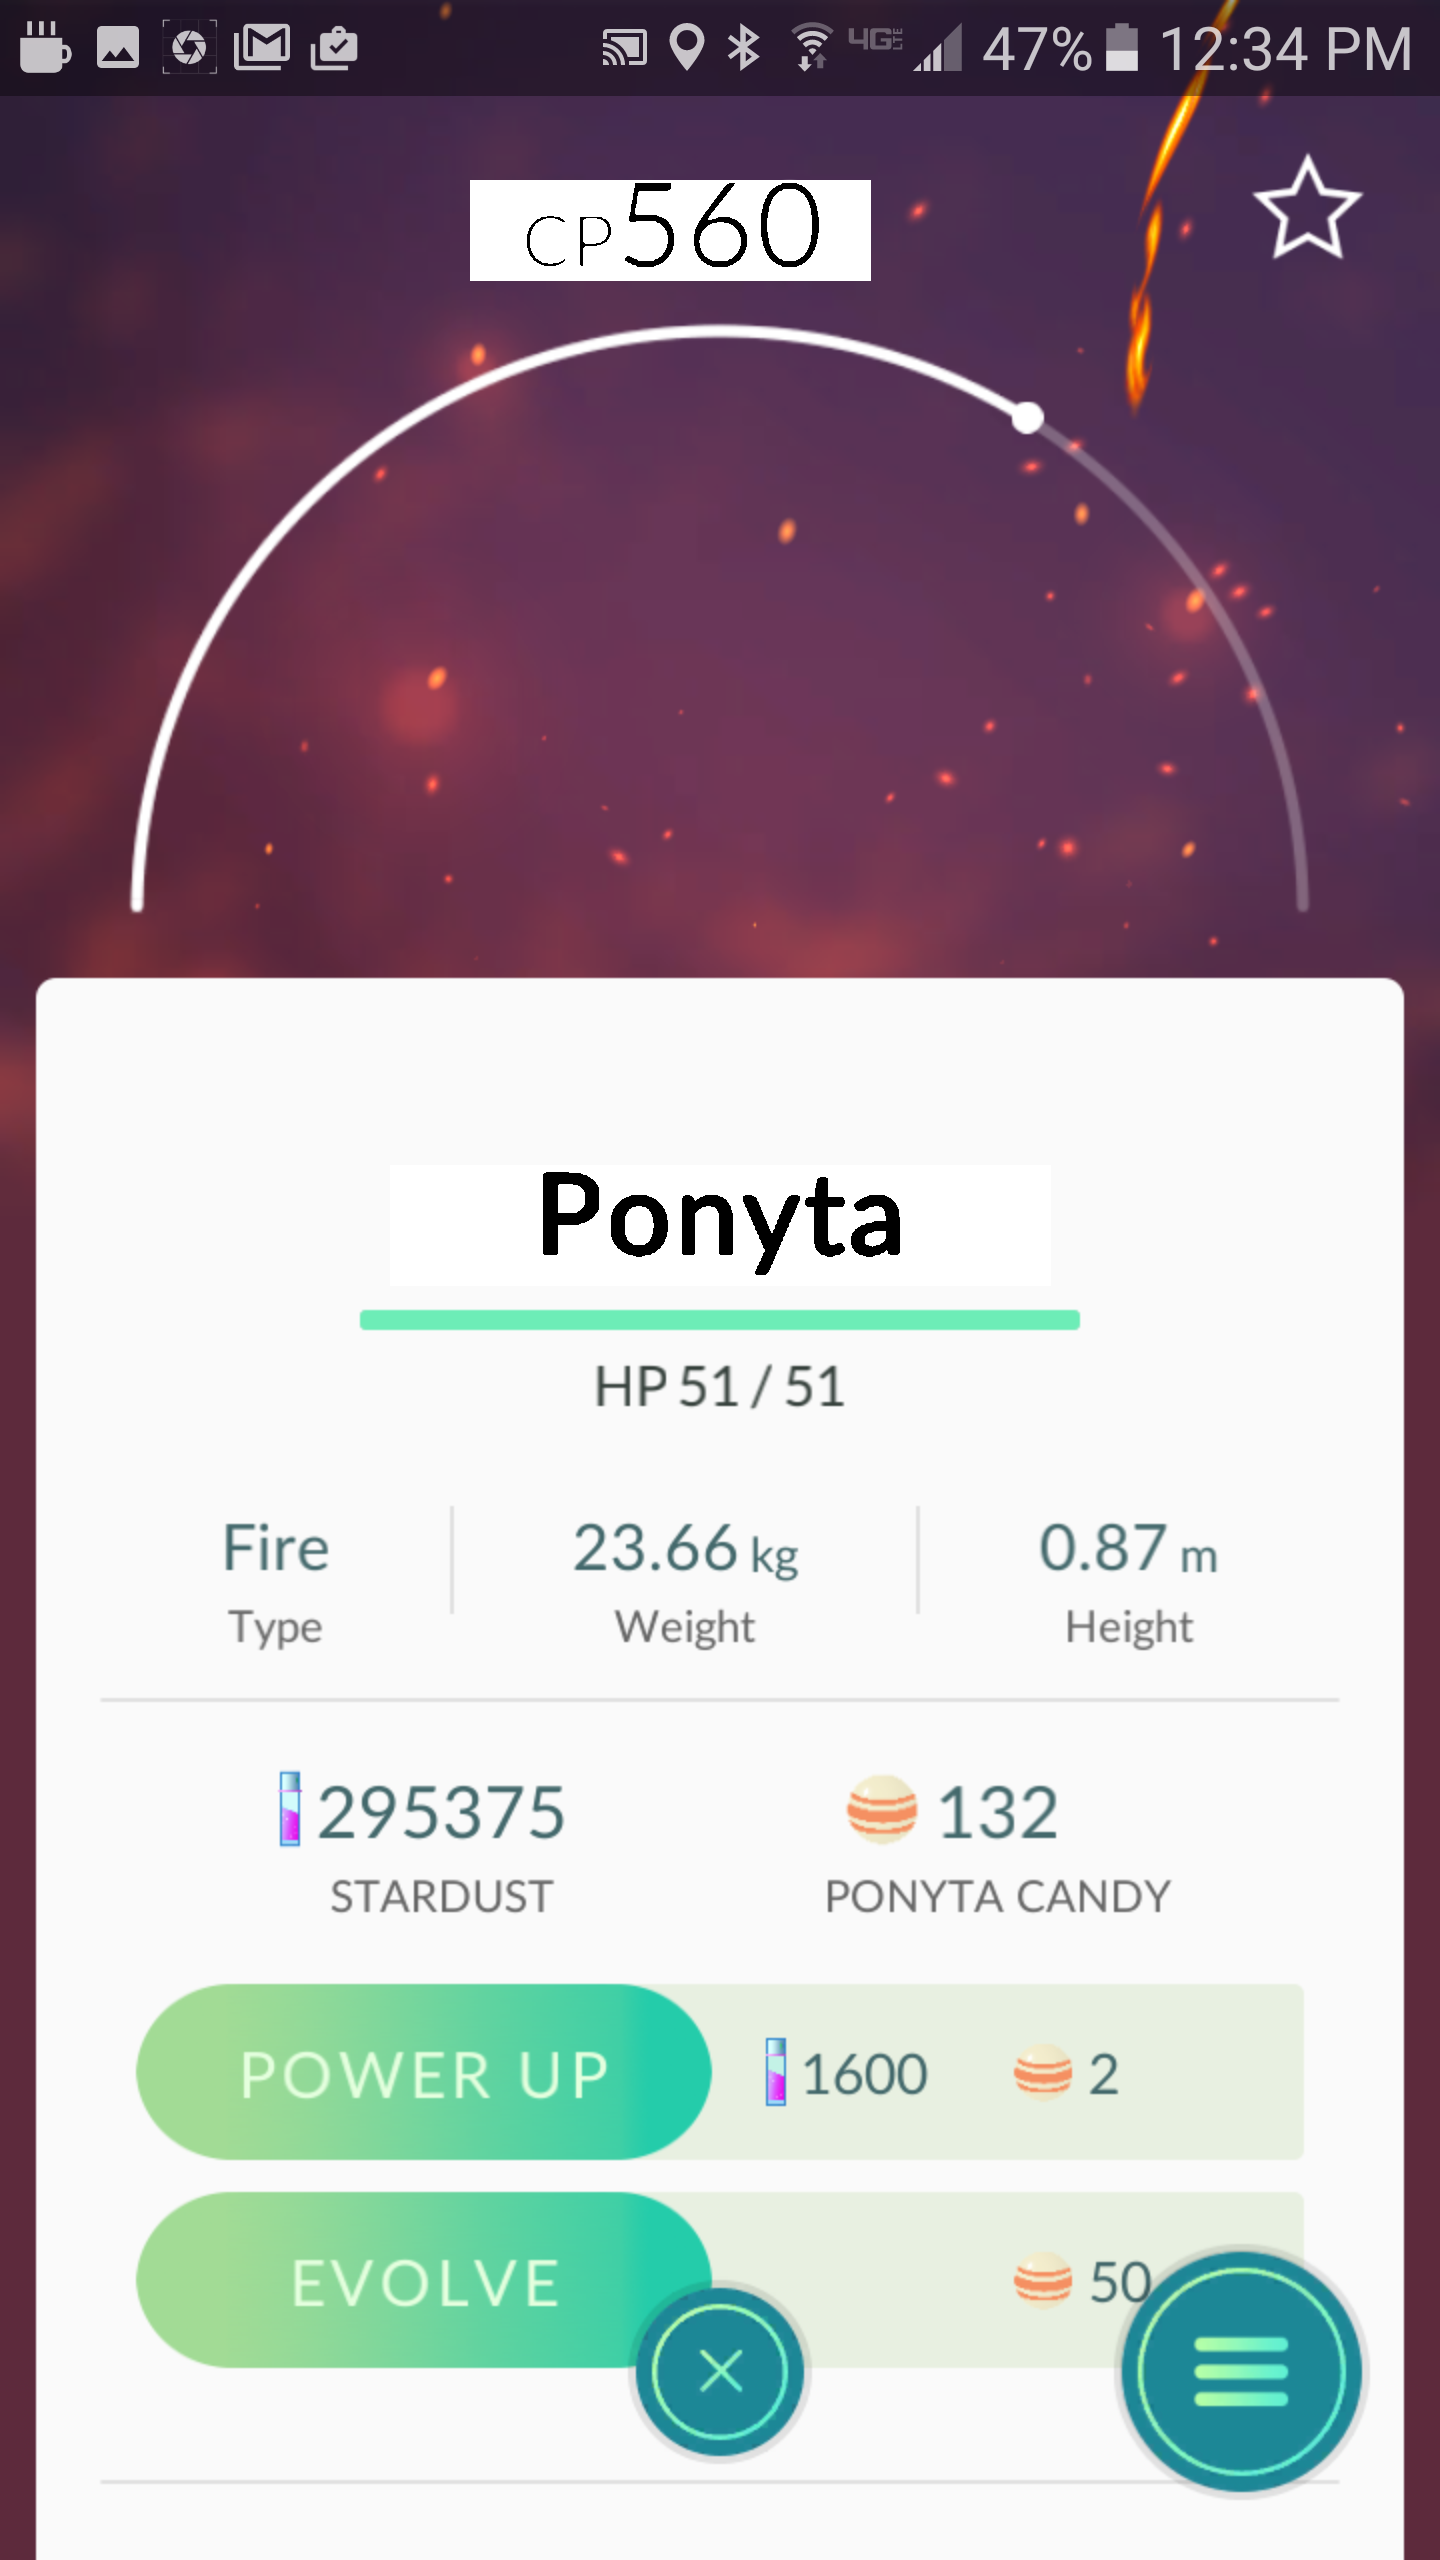 4G LTE 47% 12:34 PM
CP560
Ponyta
HP 51 / 51
Fire 23.66 kg 0.87 m
Type Weight Height
295375 132
STARDUST PONYTA CANDY
POWER UP 1600 2
EVOLVE 50